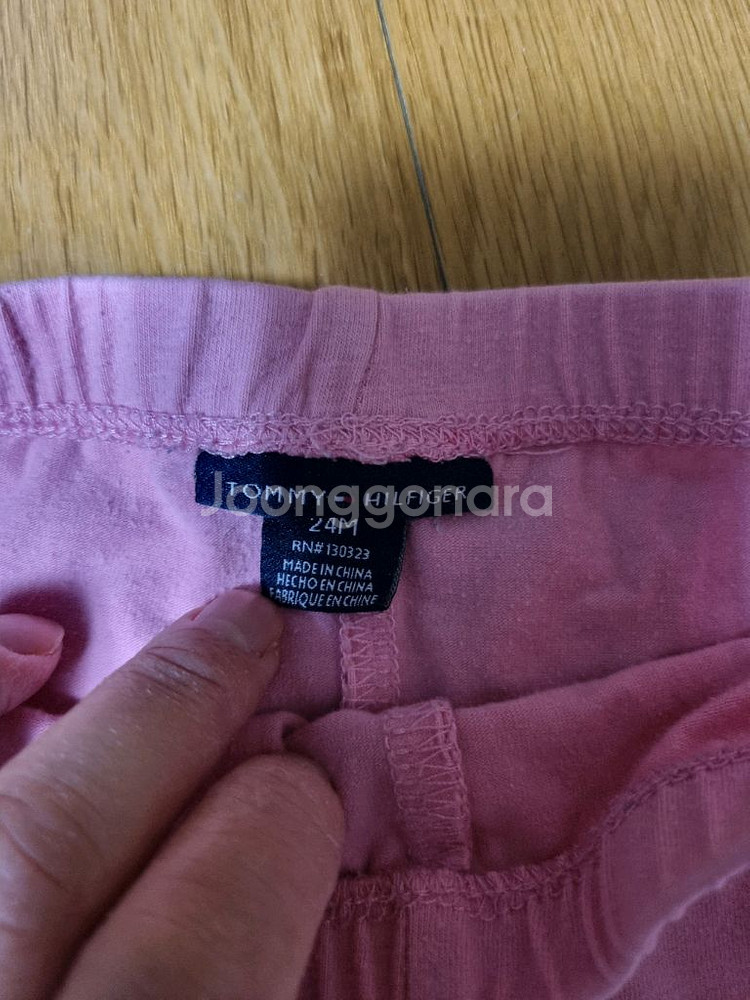 TOMMY HILFIGER
Joonggonara
24M
RN#130323
MADE IN CHINA
HECHO EN CHINA
FABRIQUE EN CHINE